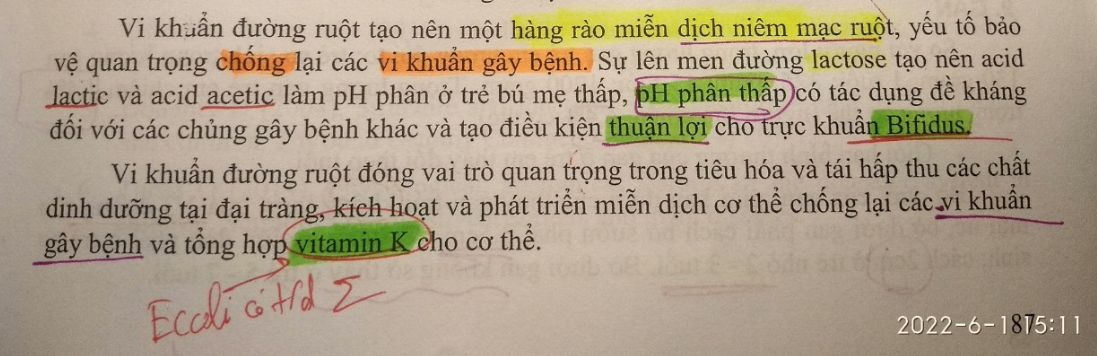 Vi khuẩn đường ruột tạo nên một hàng rào miễn dịch niêm mạc ruột, yếu tố bảo
vệ quan trọng chống lại các vi khuẩn gây bệnh. Sự lên men đường lactose tạo nên acid
lactic và acid acetic làm pH phân ở trẻ bú mẹ thấp, pH phân thấp có tác dụng đề kháng
đối với các chủng gây bệnh khác và tạo điều kiện thuận lợi cho trực khuẩn Bifidus.
Vi khuẩn đường ruột đóng vai trò quan trọng trong tiêu hóa và tái hấp thu các chất
dinh dưỡng tại đại tràng, kích hoạt và phát triển miễn dịch cơ thể chống lại các vi khuẩn
gây bệnh và tổng hợp vitamin K cho cơ thể.
Ecoli có t/d Σ
87
2022-6-1 15:11